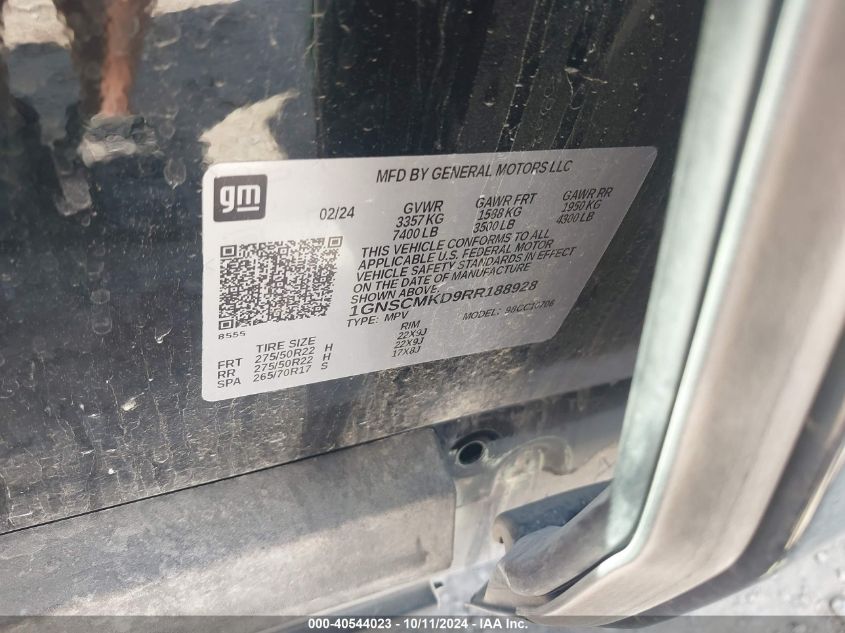 MFD BY GENERAL MOTORS LLC
gm
02/24 GVWR GAWR FRT GAWR RR
3357 KG 1588 KG 1950 KG
7400 LB 3500 LB 4300 LB
THIS VEHICLE CONFORMS TO ALL
APPLICABLE U.S. FEDERAL MOTOR
VEHICLE SAFETY STANDARDS IN EFFECT
ON THE DATE OF MANUFACTURE
SHOWN ABOVE.
1GNSCMKD9RR188928
TYPE: MPV MODEL: 98CC10706
8555
TIRE SIZE RIM
FRT 275/50R22 H 22X9J
RR 275/50R22 H 22X9J
SPA 265/70R17 S 17X8J
000-40544023 - 10/11/2024 - IAA Inc.